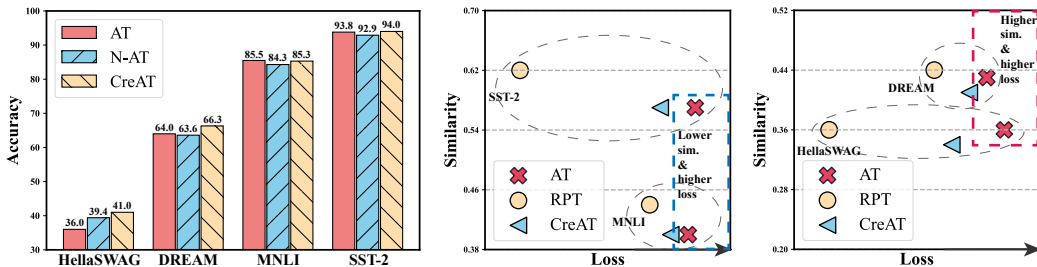 Accuracy
100
90
80
70
60
50
40
30
AT
N-AT
CreAT
36.0
39.4
41.0
64.0
63.6
66.3
85.5
84.3
85.3
93.8
92.9
94.0
HellaSWAG
DREAM
MNLI
SST-2
Similarity
0.70
0.62
0.54
0.46
0.38
SST-2
Lower
sim.
&
higher
loss
MNLI
AT
RPT
CreAT
Loss
Similarity
0.52
0.44
0.36
0.28
0.20
Higher
sim.
&
higher
loss
DREAM
HellaSWAG
AT
RPT
CreAT
Loss